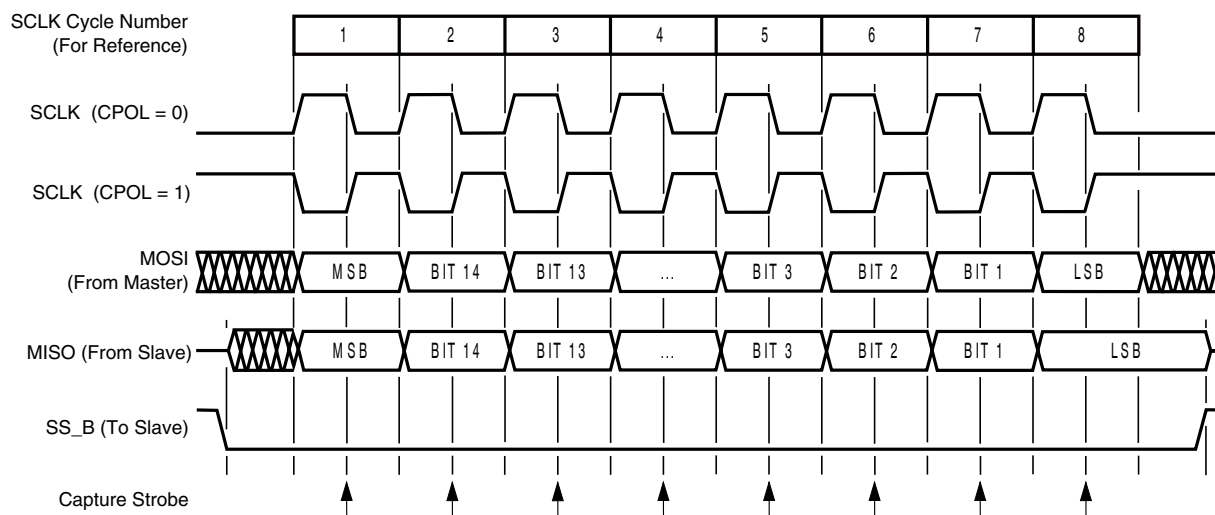 SCLK Cycle Number
(For Reference)
1 2 3 4 5 6 7 8
SCLK (CPOL = 0)
SCLK (CPOL = 1)
MOSI
(From Master)
MSB BIT 14 BIT 13 ... BIT 3 BIT 2 BIT 1 LSB
MISO (From Slave)
MSB BIT 14 BIT 13 ... BIT 3 BIT 2 BIT 1 LSB
SS_B (To Slave)
Capture Strobe